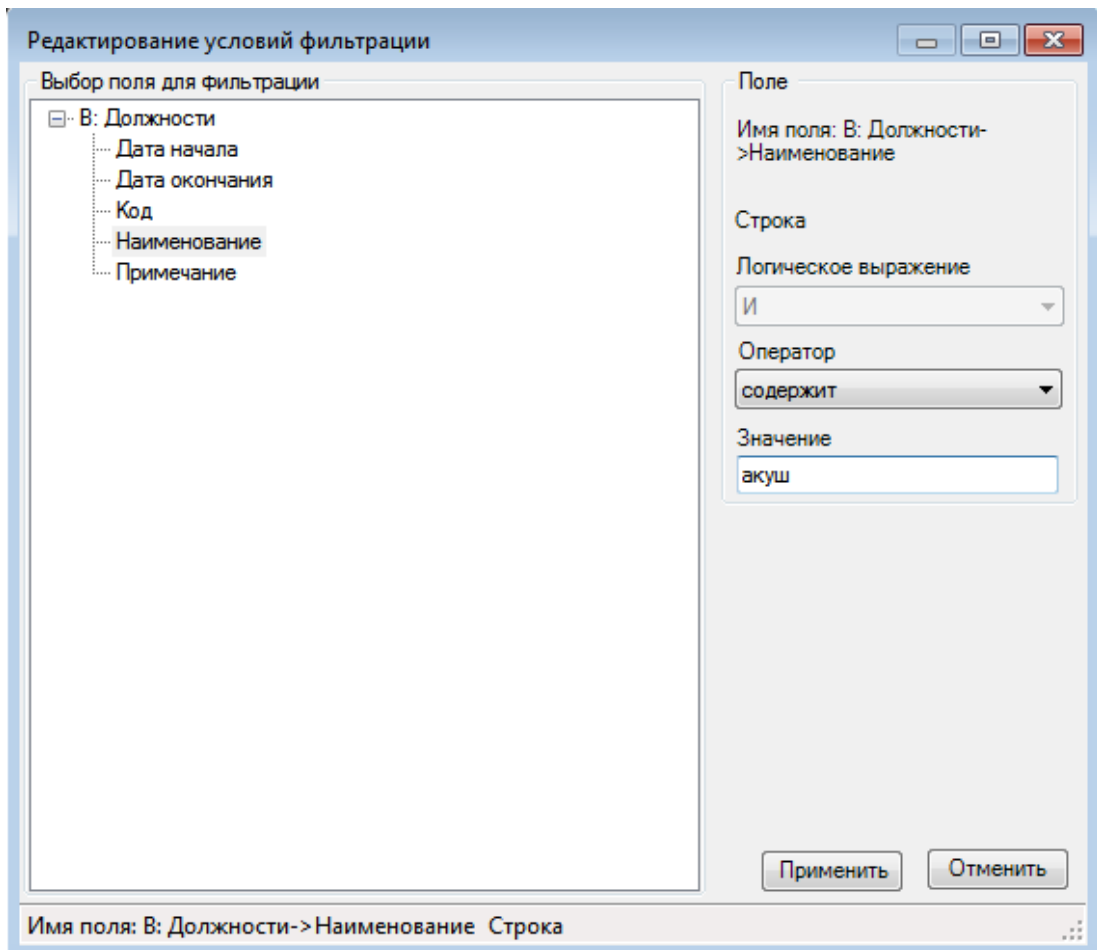 Редактирование условий фильтрации
Выбор поля для фильтрации
В: Должности
Дата начала
Дата окончания
Код
Наименование
Примечание
Поле
Имя поля: В: Должности-
>Наименование
Строка
Логическое выражение
И
Оператор
содержит
Значение
акуш
Применить
Отменить
Имя поля: В: Должности->Наименование Строка